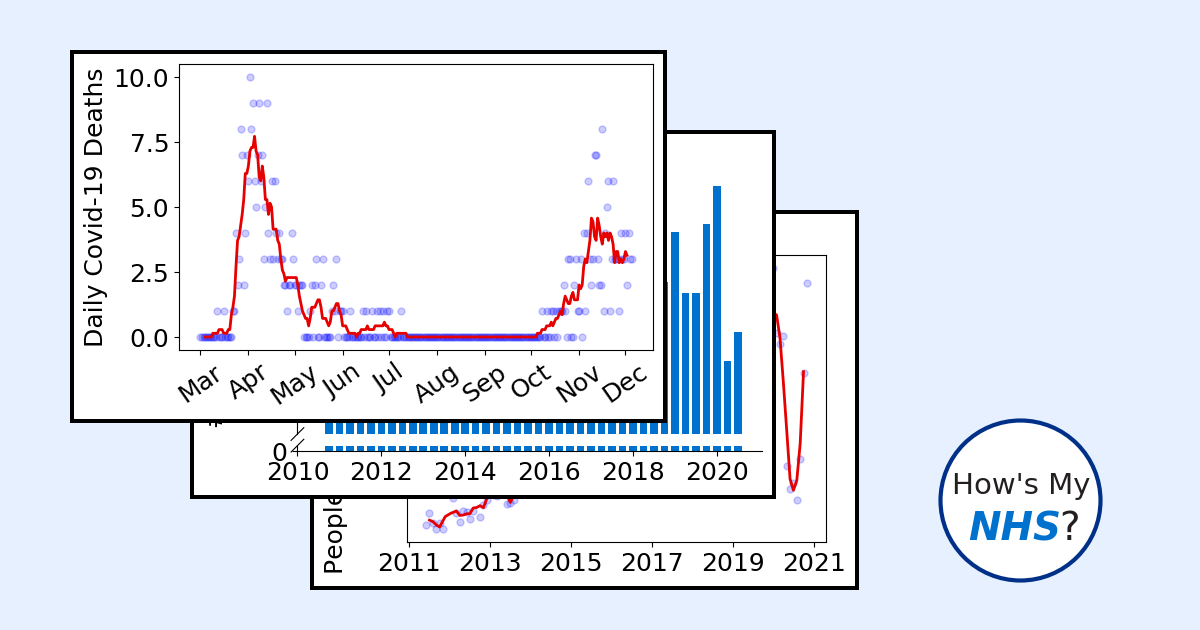 Daily Covid-19 Deaths
10.0
7.5
5.0
2.5
0.0
Mar Apr May Jun Jul Aug Sep Oct Nov Dec
0
2010 2012 2014 2016 2018 2020
People
2011 2013 2015 2017 2019 2021
How's My
NHS?